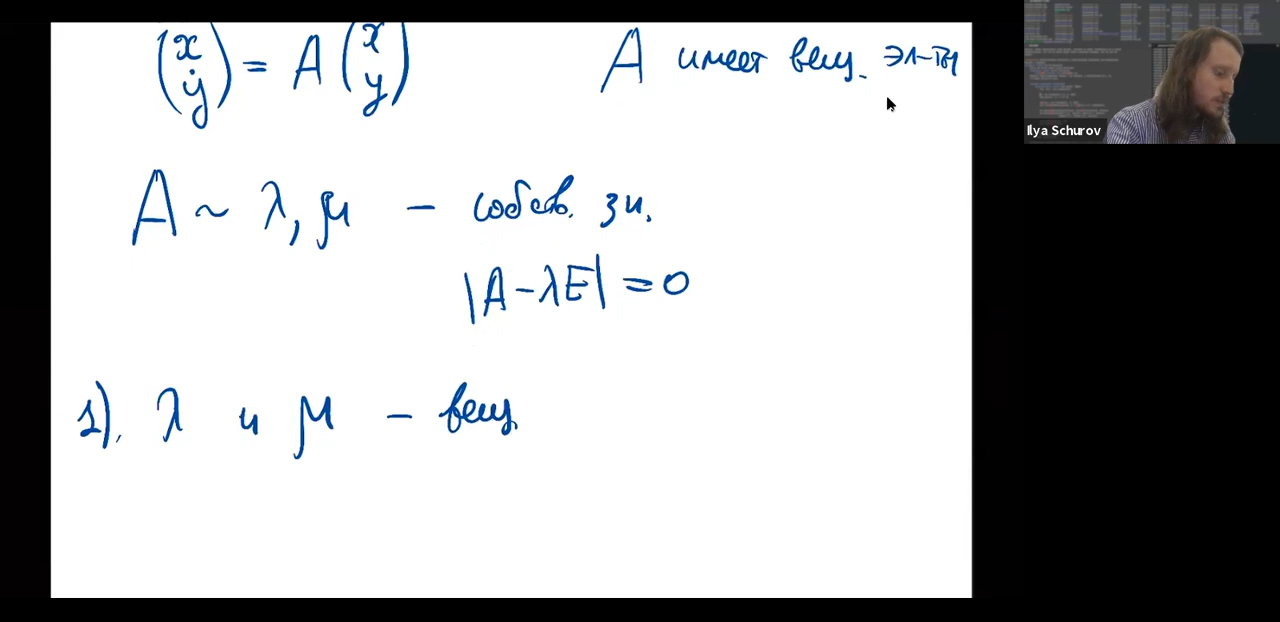 (ẋ ẏ) = A (x y) A имеет вещ. эл-ты
A ~ λ, μ – собств. зн.
|A – λE| = 0
1). λ и μ – вещ.
Ilya Schurov